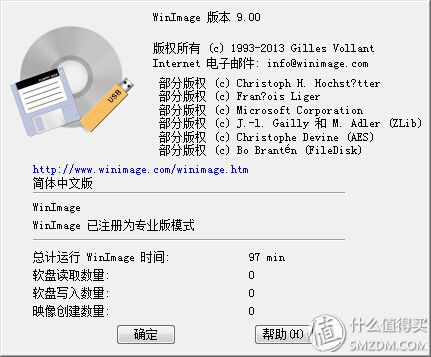 WinImage 版本 9.00
版权所有 (c) 1993-2013 Gilles Vollant
Internet 电子邮件: info@winimage.com
部分版权 (c) Christoph H. Hochst?tter
部分版权 (c) Fran?ois Liger
部分版权 (c) Microsoft Corporation
部分版权 (c) J.-l. Gailly 和 M. Adler (ZLib)
部分版权 (c) Christophe Devine (AES)
部分版权 (c) Bo Brantén (FileDisk)
USB
http://www.winimage.com/winimage.htm
简体中文版
WinImage
WinImage 已注册为专业版模式
总计运行 WinImage 时间: 97 min
软盘读取数量: 0
软盘写入数量: 0
映像创建数量: 0
确定 帮助(H)
值 什么值得买
SMZDM.COM